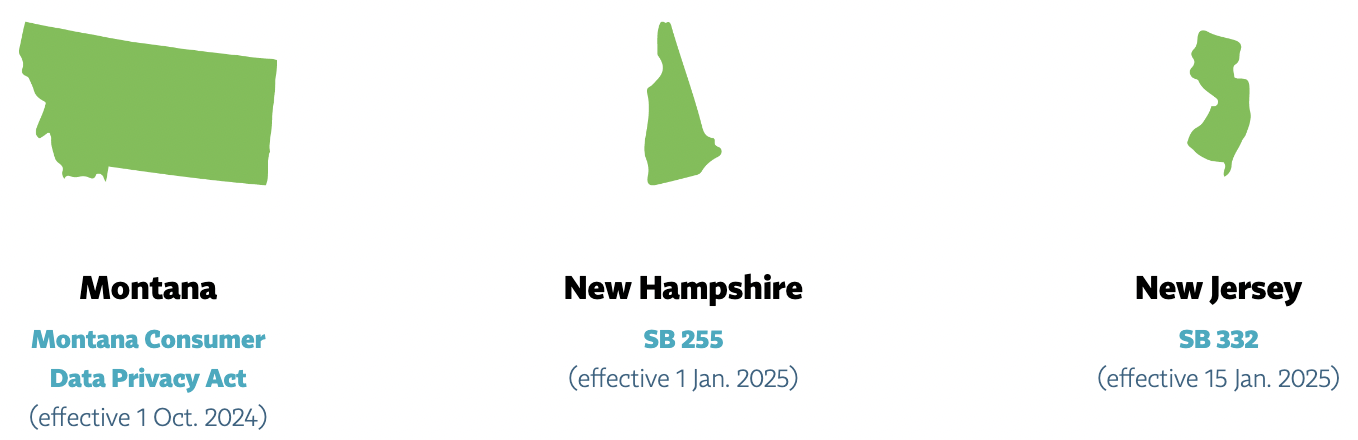 Montana
Montana Consumer
Data Privacy Act
(effective 1 Oct. 2024)
New Hampshire
SB 255
(effective 1 Jan. 2025)
New Jersey
SB 332
(effective 15 Jan. 2025)